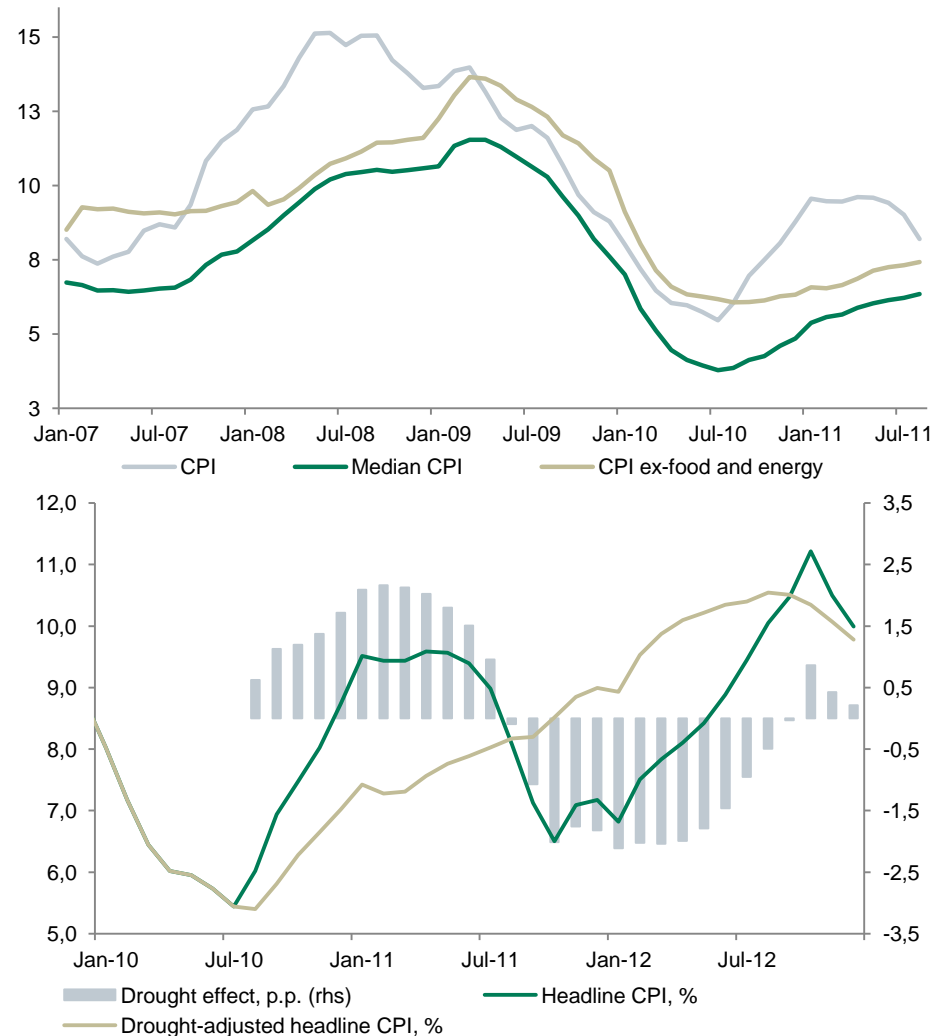 15
13
10
8
5
3
Jan-07 Jul-07 Jan-08 Jul-08 Jan-09 Jul-09 Jan-10 Jul-10 Jan-11 Jul-11
CPI Median CPI CPI ex-food and energy
12,0 3,5
11,0 2,5
10,0 1,5
9,0 0,5
8,0 -0,5
7,0 -1,5
6,0 -2,5
5,0 -3,5
Jan-10 Jul-10 Jan-11 Jul-11 Jan-12 Jul-12
Drought effect, p.p. (rhs) Headline CPI, %
Drought-adjusted headline CPI, %